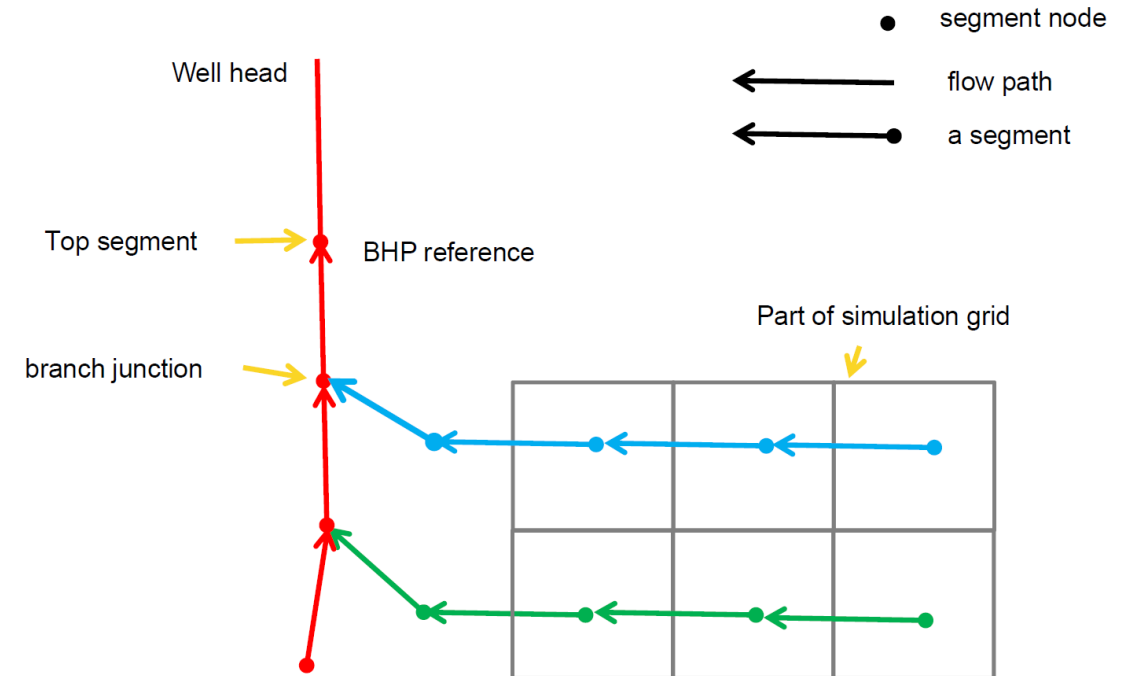 segment node
Well head
flow path
a segment
Top segment
BHP reference
Part of simulation grid
branch junction